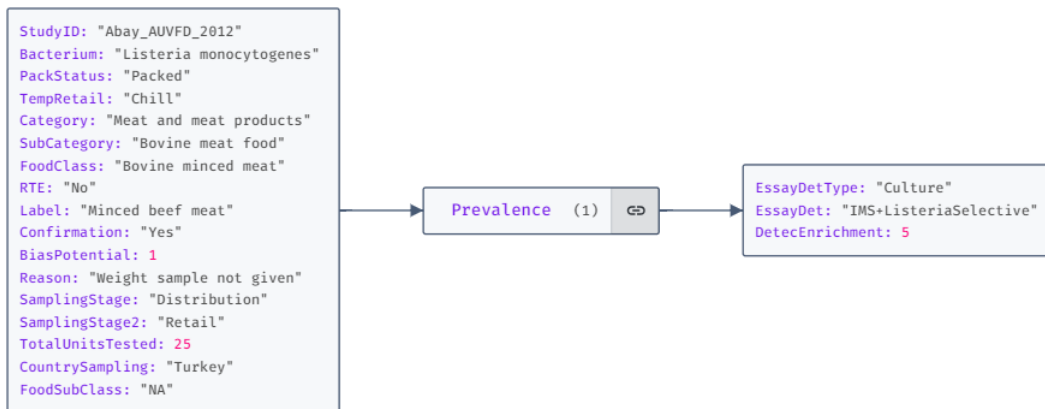 StudyID: "Abay_AUVFD_2012"
Bacterium: "Listeria monocytogenes"
PackStatus: "Packed"
TempRetail: "Chill"
Category: "Meat and meat products"
SubCategory: "Bovine meat food"
FoodClass: "Bovine minced meat"
RTE: "No"
Label: "Minced beef meat"
Confirmation: "Yes"
BiasPotential: 1
Reason: "Weight sample not given"
SamplingStage: "Distribution"
SamplingStage2: "Retail"
TotalUnitsTested: 25
CountrySampling: "Turkey"
FoodSubClass: "NA"
Prevalence (1)
EssayDetType: "Culture"
EssayDet: "IMS+ListeriaSelective"
DetecEnrichment: 5